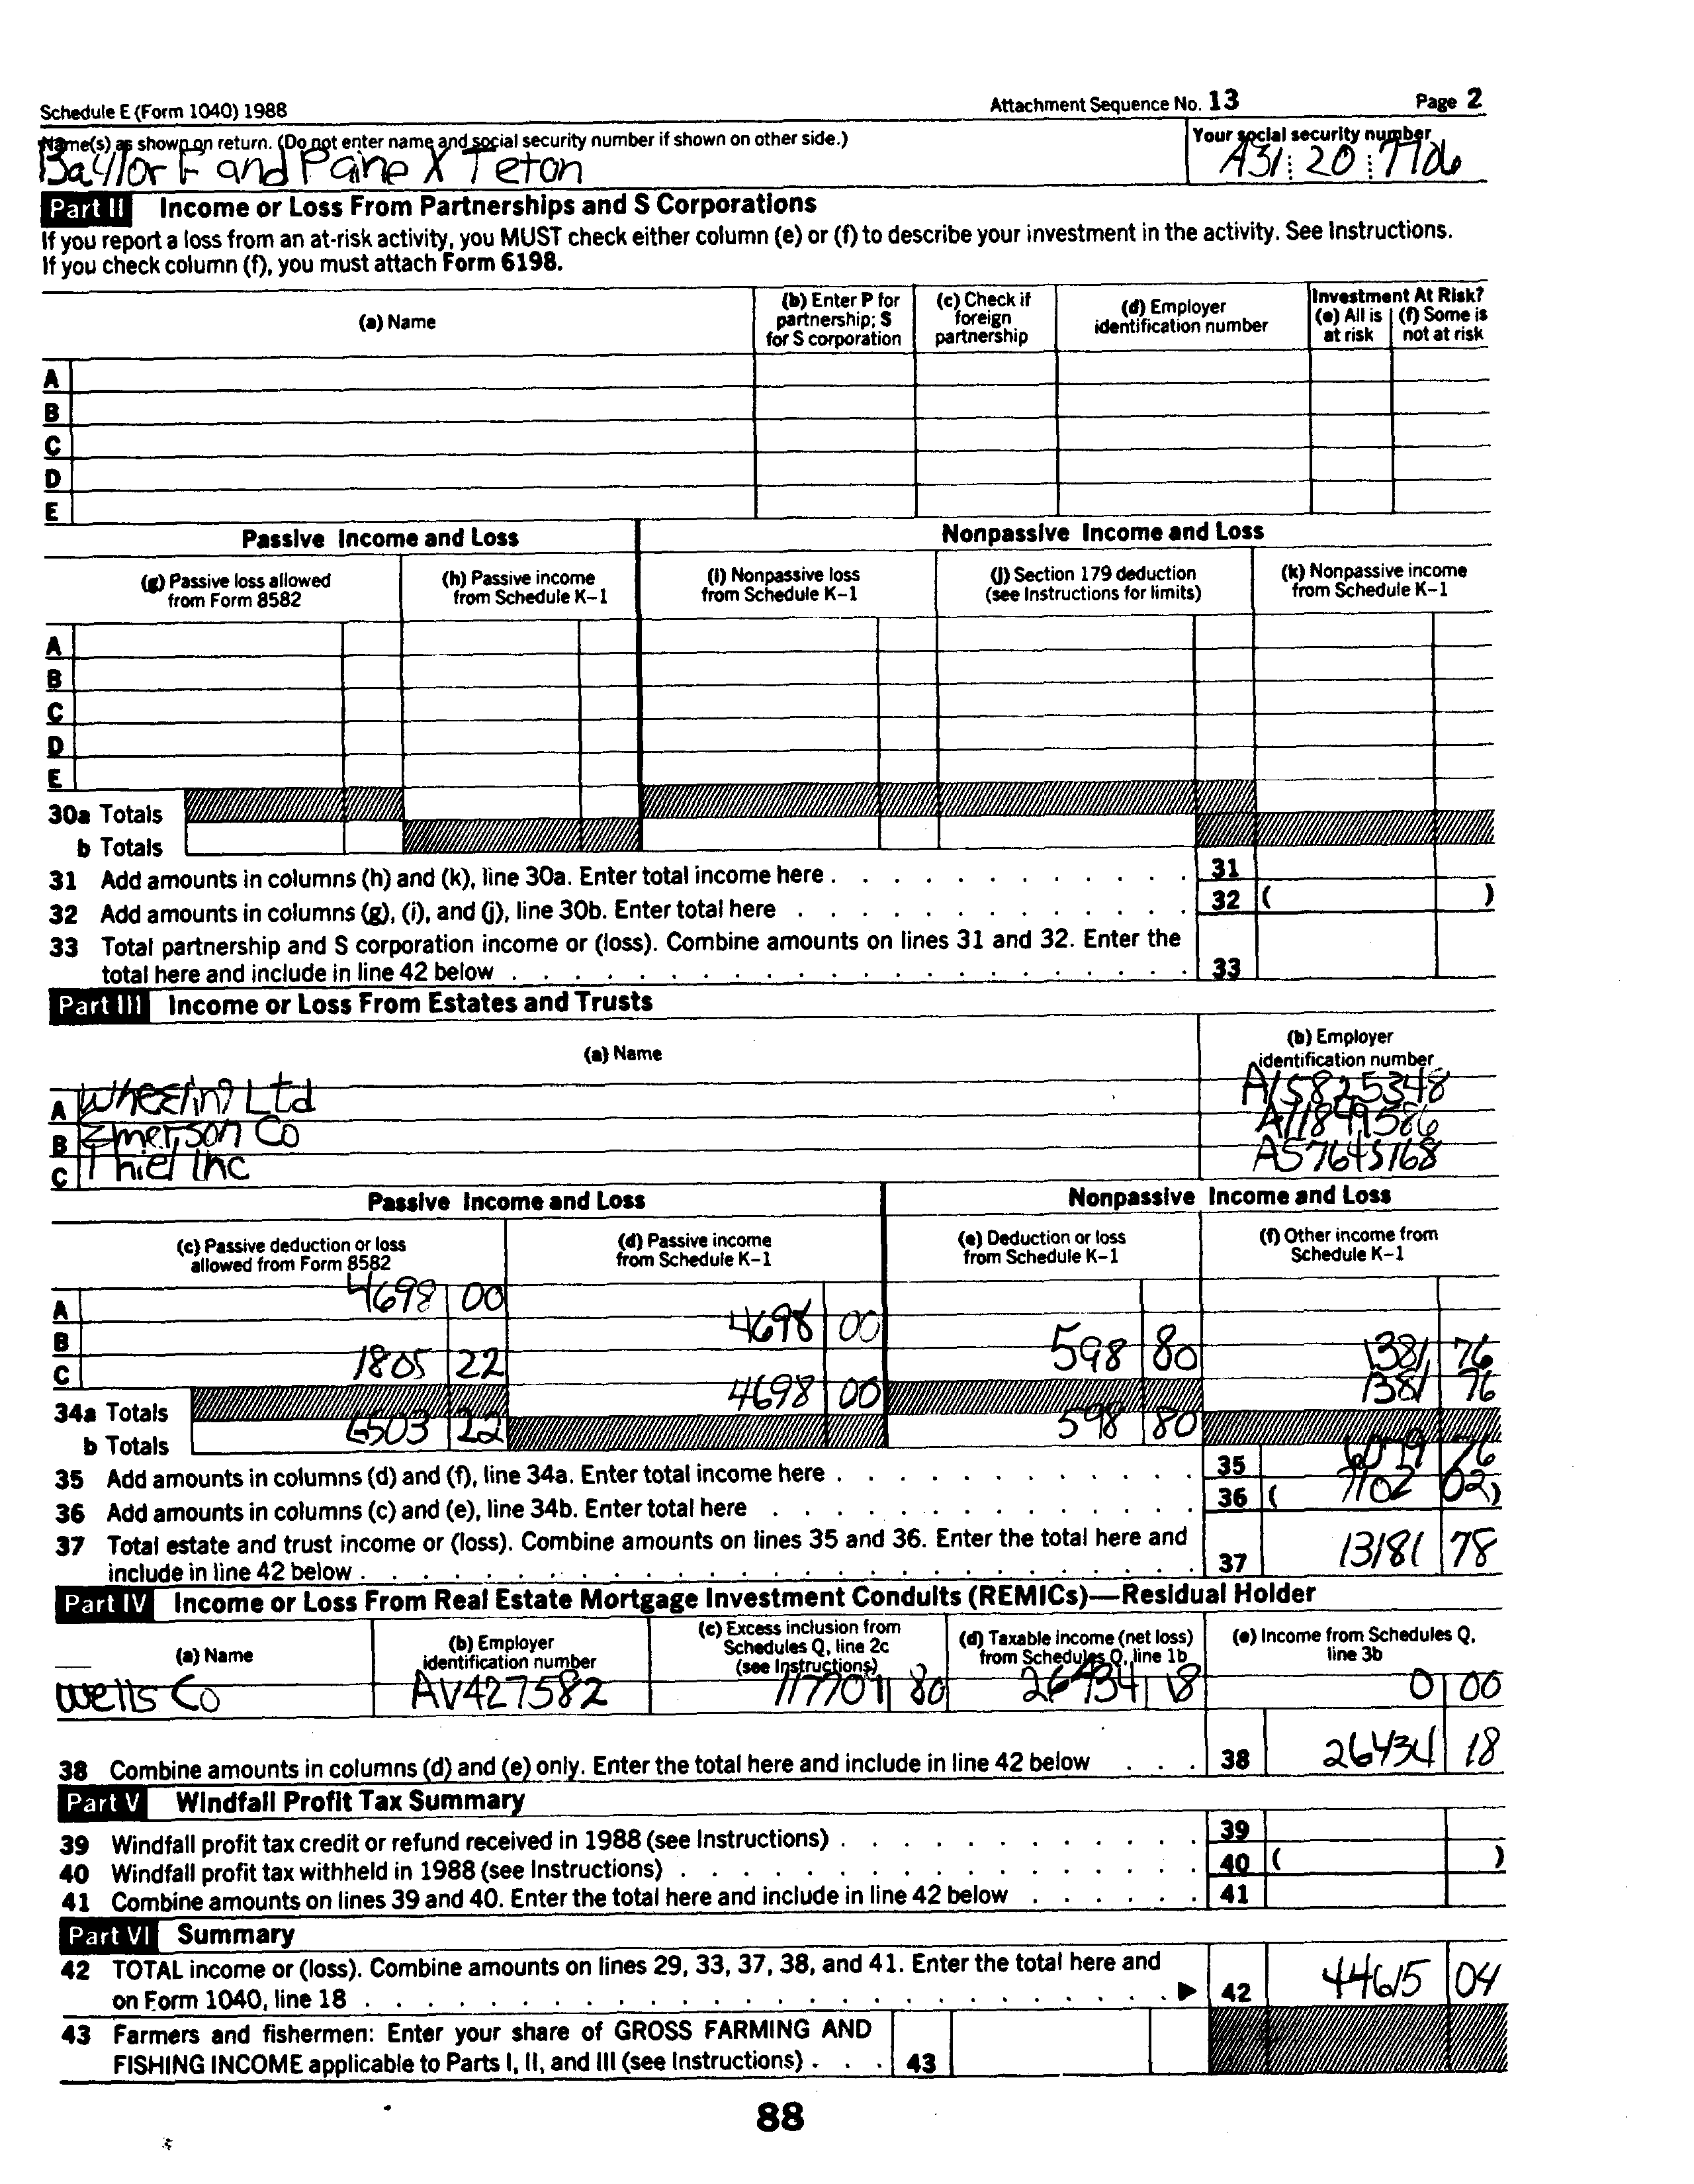 Schedule E (Form 1040) 1988 Attachment Sequence No. 13 Page 2
Name(s) as shown on return. (Do not enter name and social security number if shown on other side.) Your social security number
Baylor F and Paine X Teton A31 20 7706
Part II Income or Loss From Partnerships and S Corporations
If you report a loss from an at-risk activity, you MUST check either column (e) or (f) to describe your investment in the activity. See Instructions.
If you check column (f), you must attach Form 6198.
(a) Name (b) Enter P for partnership; S for S corporation (c) Check if foreign partnership (d) Employer identification number Investment At Risk? (e) All is at risk (f) Some is not at risk
A
B
C
D
E
Passive Income and Loss Nonpassive Income and Loss
(g) Passive loss allowed from Form 8582 (h) Passive income from Schedule K-1 (i) Nonpassive loss from Schedule K-1 (j) Section 179 deduction (see Instructions for limits) (k) Nonpassive income from Schedule K-1
A
B
C
D
E
30a Totals
b Totals
31 Add amounts in columns (h) and (k), line 30a. Enter total income here 31
32 Add amounts in columns (g), (i), and (j), line 30b. Enter total here 32 ( )
33 Total partnership and S corporation income or (loss). Combine amounts on lines 31 and 32. Enter the
total here and include in line 42 below 33
Part III Income or Loss From Estates and Trusts
(a) Name (b) Employer identification number
A Wheeling Ltd A15825348
B Emerson Co A11849586
C Thiel Inc A57645168
Passive Income and Loss Nonpassive Income and Loss
(c) Passive deduction or loss allowed from Form 8582 (d) Passive income from Schedule K-1 (e) Deduction or loss from Schedule K-1 (f) Other income from Schedule K-1
A 4698 00
B 4698 00
C 1805 22 598 80 1381 76
34a Totals 4698 00 1381 76
b Totals 6503 22 598 80
35 Add amounts in columns (d) and (f), line 34a. Enter total income here 35 6079 76
36 Add amounts in columns (c) and (e), line 34b. Enter total here 36 ( 7102 02 )
37 Total estate and trust income or (loss). Combine amounts on lines 35 and 36. Enter the total here and
include in line 42 below 37 13181 78
Part IV Income or Loss From Real Estate Mortgage Investment Conduits (REMICs)—Residual Holder
(a) Name (b) Employer identification number (c) Excess inclusion from Schedules Q, line 2c (see Instructions) (d) Taxable income (net loss) from Schedules Q, line 1b (e) Income from Schedules Q, line 3b
Wells Co AV427582 117709 80 26434 18 0 00
38 Combine amounts in columns (d) and (e) only. Enter the total here and include in line 42 below 38 26434 18
Part V Windfall Profit Tax Summary
39 Windfall profit tax credit or refund received in 1988 (see Instructions) 39
40 Windfall profit tax withheld in 1988 (see Instructions) 40 ( )
41 Combine amounts on lines 39 and 40. Enter the total here and include in line 42 below 41
Part VI Summary
42 TOTAL income or (loss). Combine amounts on lines 29, 33, 37, 38, and 41. Enter the total here and
on Form 1040, line 18 42 44615 04
43 Farmers and fishermen: Enter your share of GROSS FARMING AND
FISHING INCOME applicable to Parts I, II, and III (see Instructions) 43
88